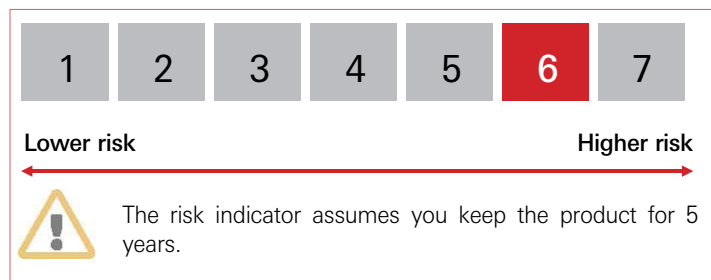 1 2 3 4 5 6 7
Lower risk Higher risk
The risk indicator assumes you keep the product for 5
years.